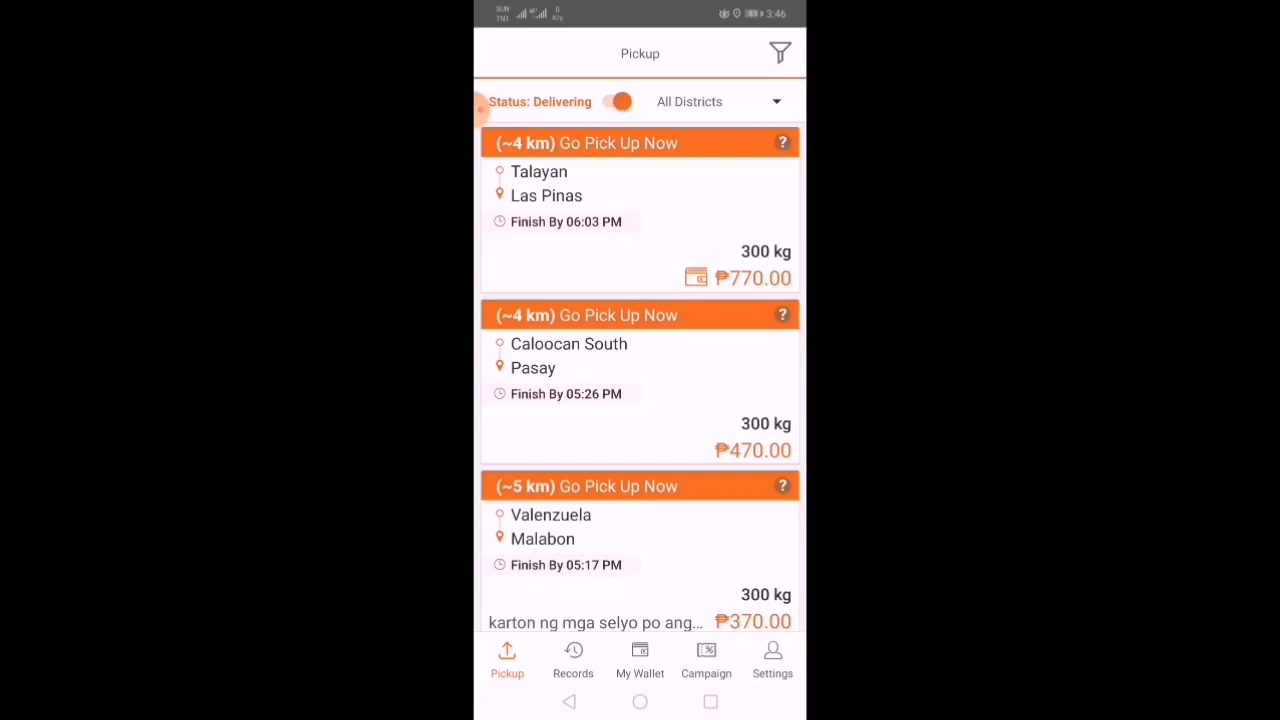 SUN
TNT
4G+
0
K/s
3:46
Pickup
Status: Delivering
All Districts
(~4 km) Go Pick Up Now ?
Talayan
Las Pinas
Finish By 06:03 PM
300 kg
₱770.00
(~4 km) Go Pick Up Now ?
Caloocan South
Pasay
Finish By 05:26 PM
300 kg
₱470.00
(~5 km) Go Pick Up Now ?
Valenzuela
Malabon
Finish By 05:17 PM
300 kg
karton ng mga selyo po ang... ₱370.00
Pickup Records My Wallet Campaign Settings